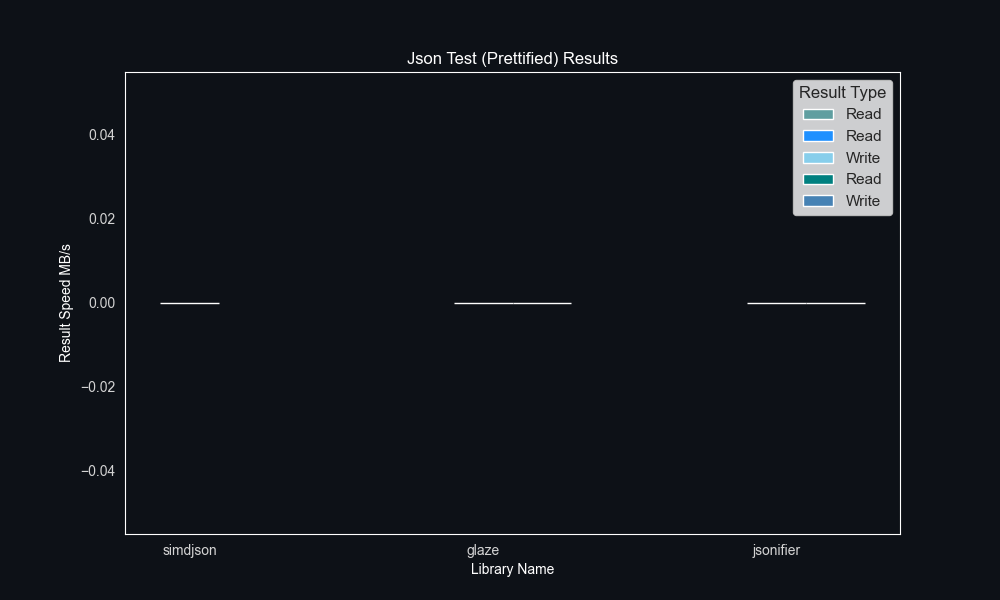 Json Test (Prettified) Results
Result Type
Read
Read
Write
Read
Write
0.04
0.02
0.00
−0.02
−0.04
Result Speed MB/s
simdjson glaze jsonifier
Library Name